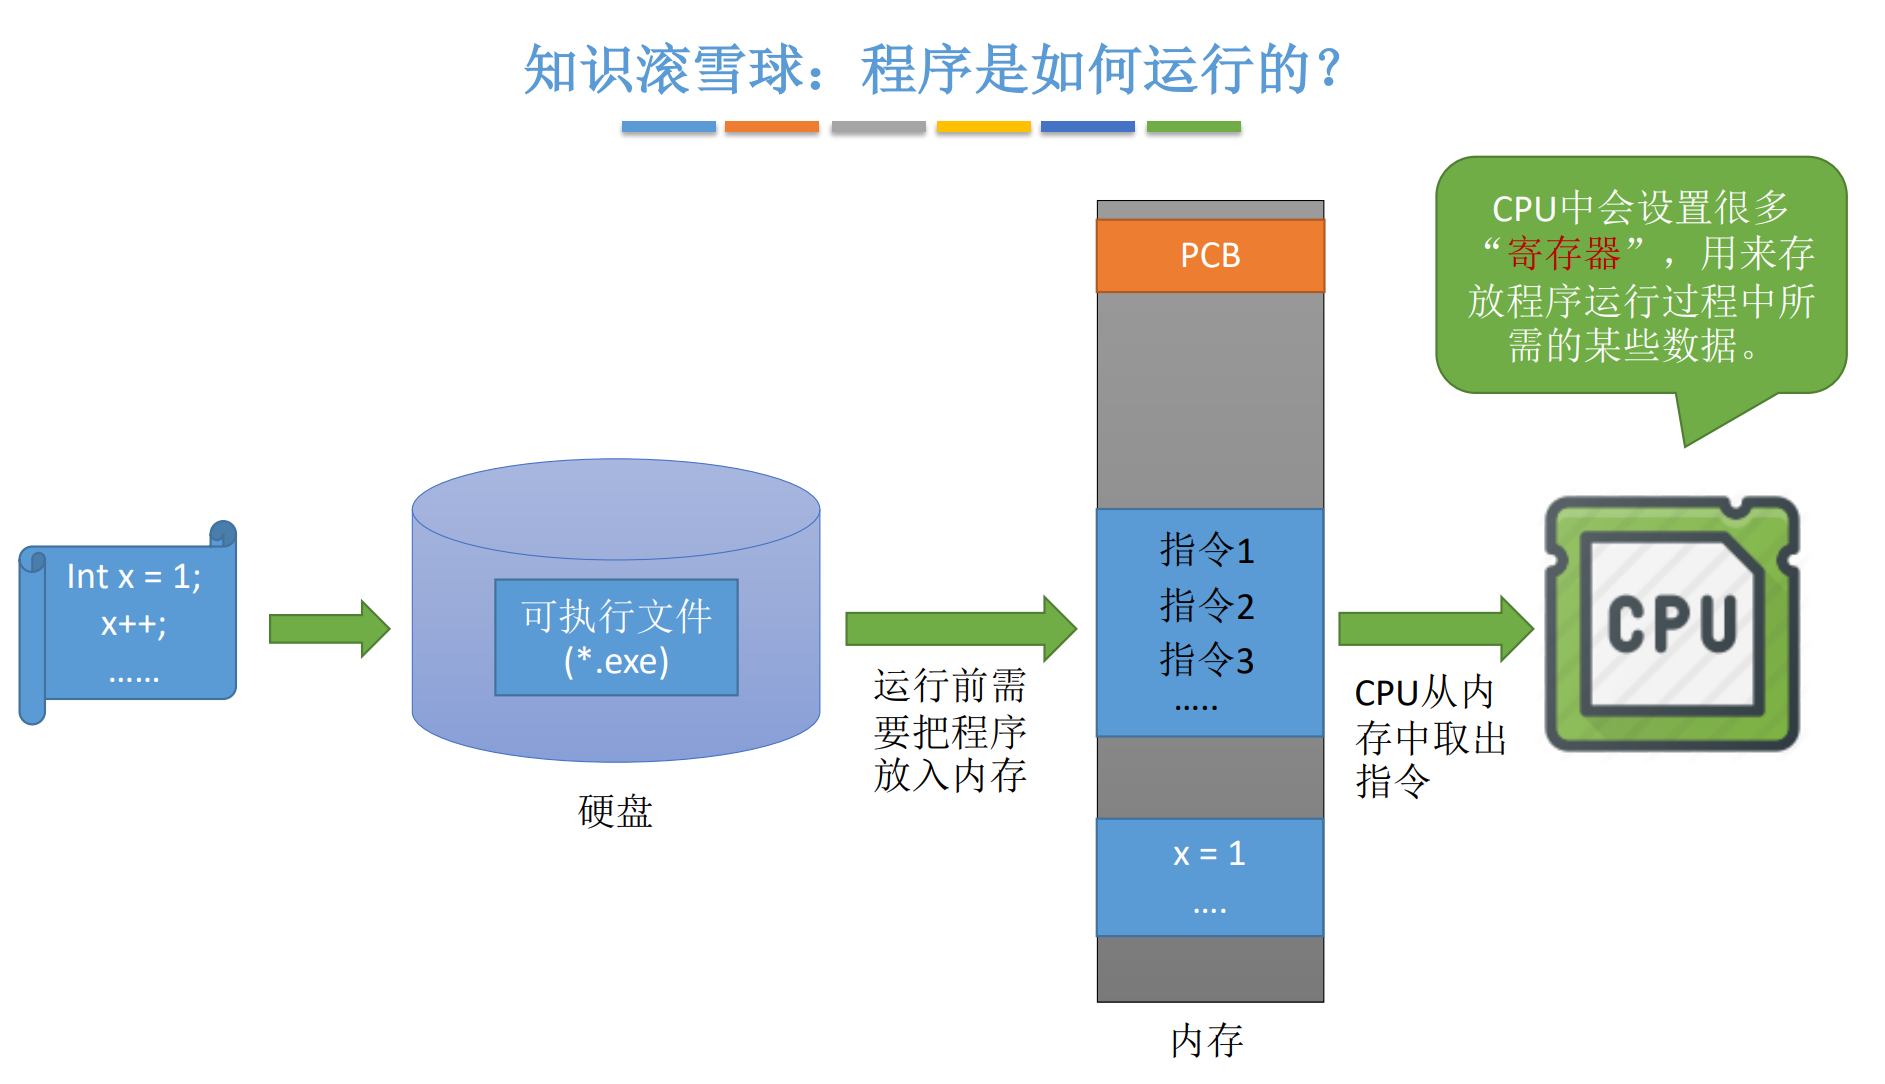 知识滚雪球：程序是如何运行的？
CPU中会设置很多
“寄存器”，用来存
放程序运行过程中所
需的某些数据。
PCB
Int x = 1;
x++;
……
可执行文件
(*.exe)
硬盘
运行前需
要把程序
放入内存
指令1
指令2
指令3
…..
x = 1
….
内存
CPU从内
存中取出
指令
CPU